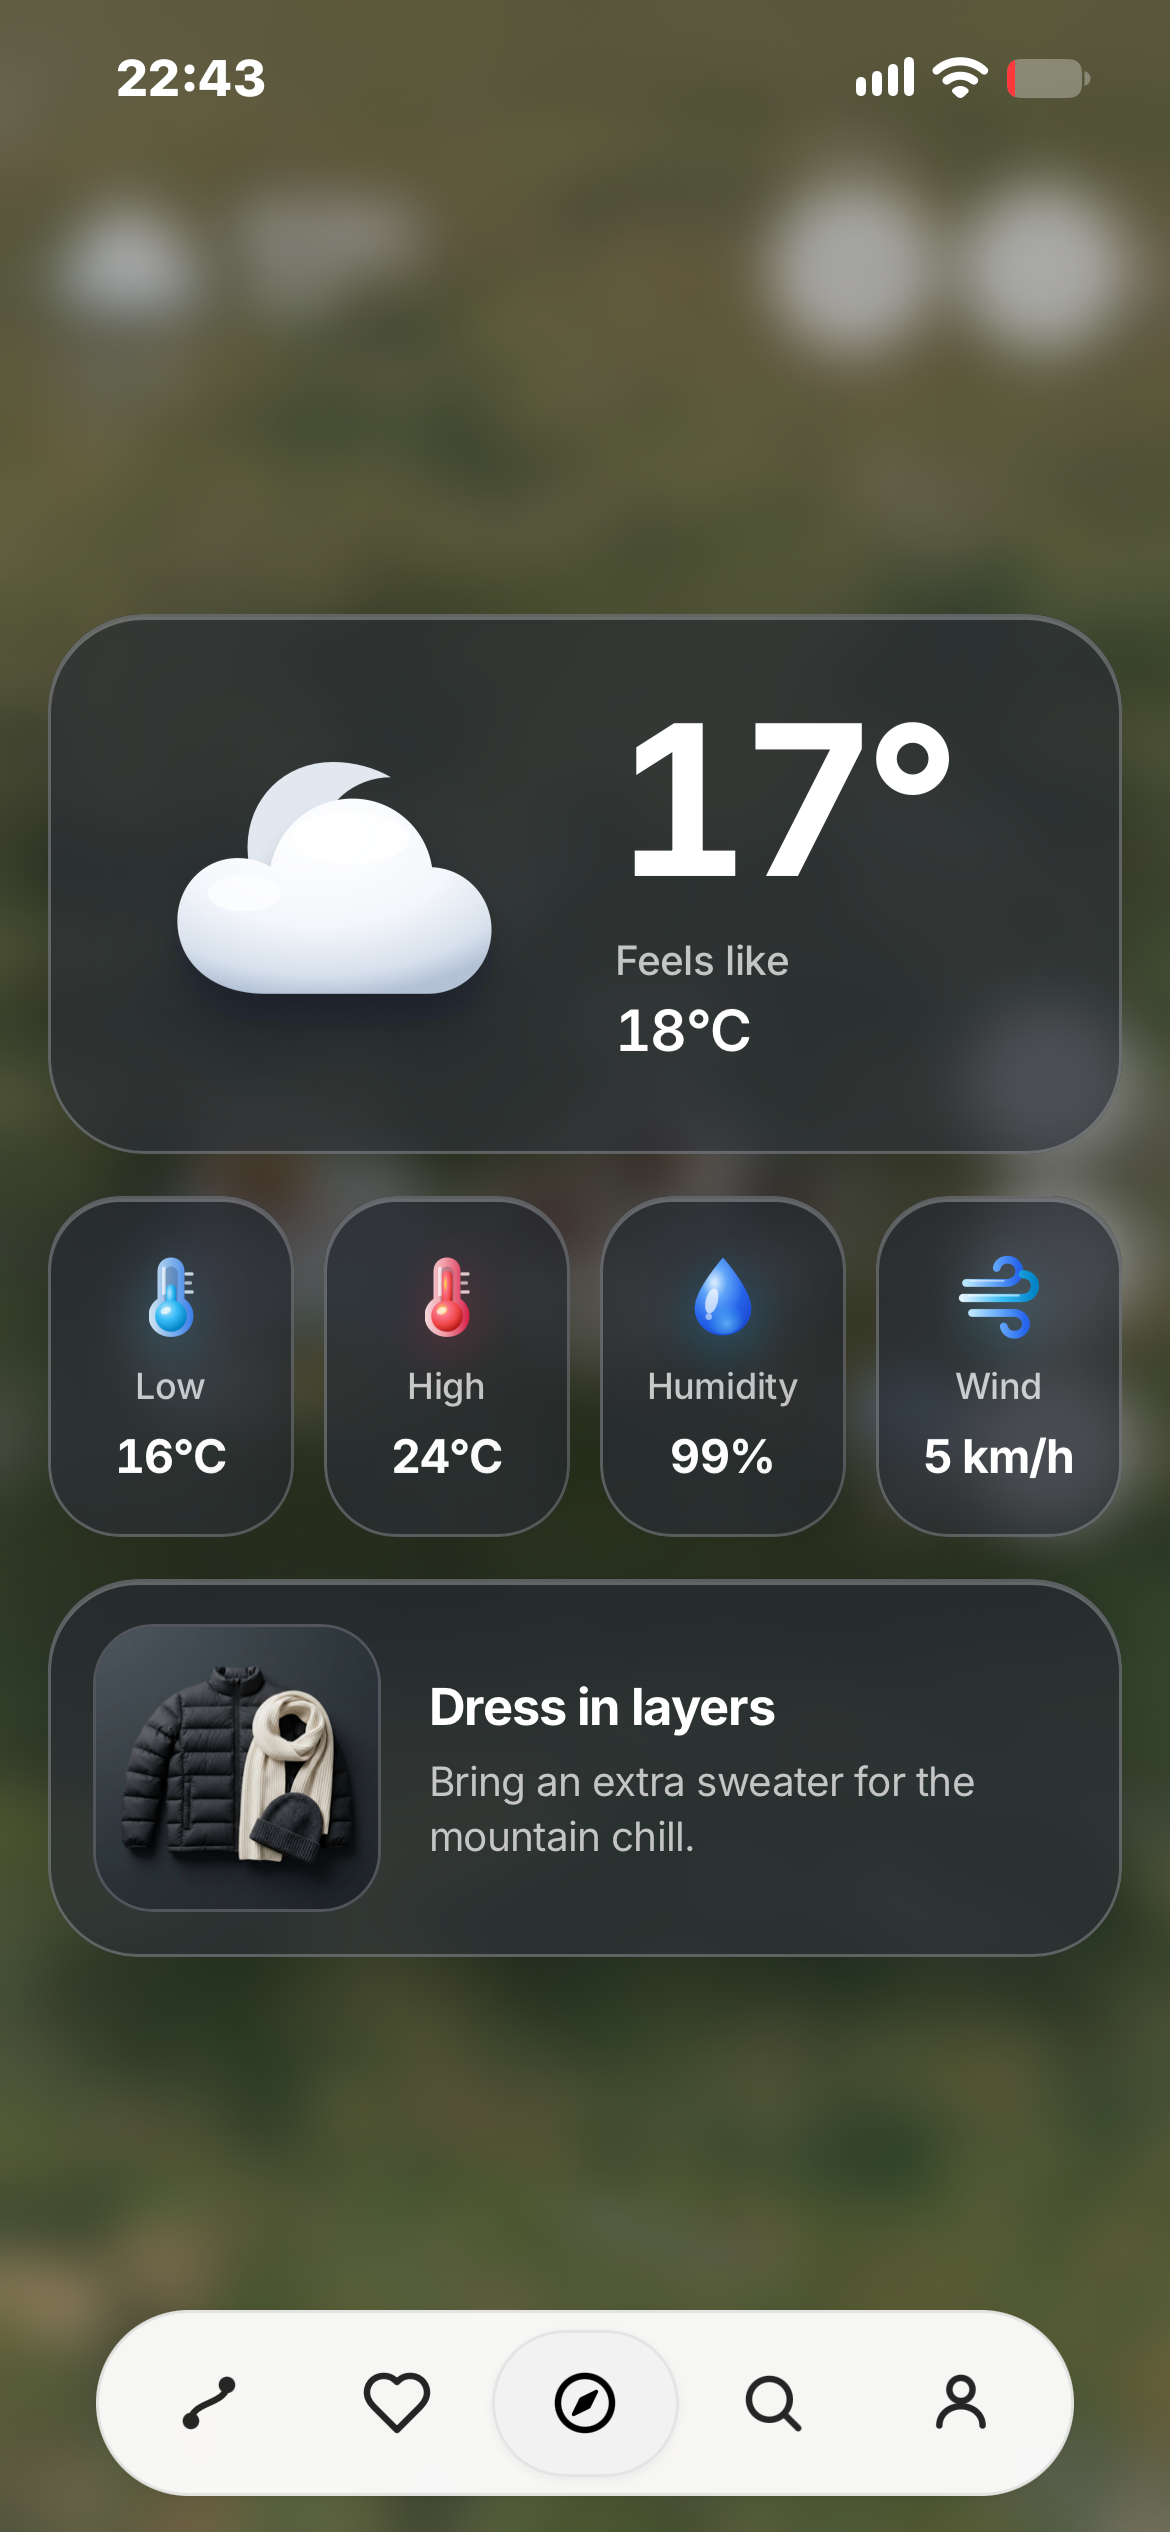 22:43
17°
Feels like
18°C
Low
16°C
High
24°C
Humidity
99%
Wind
5 km/h
Dress in layers
Bring an extra sweater for the
mountain chill.